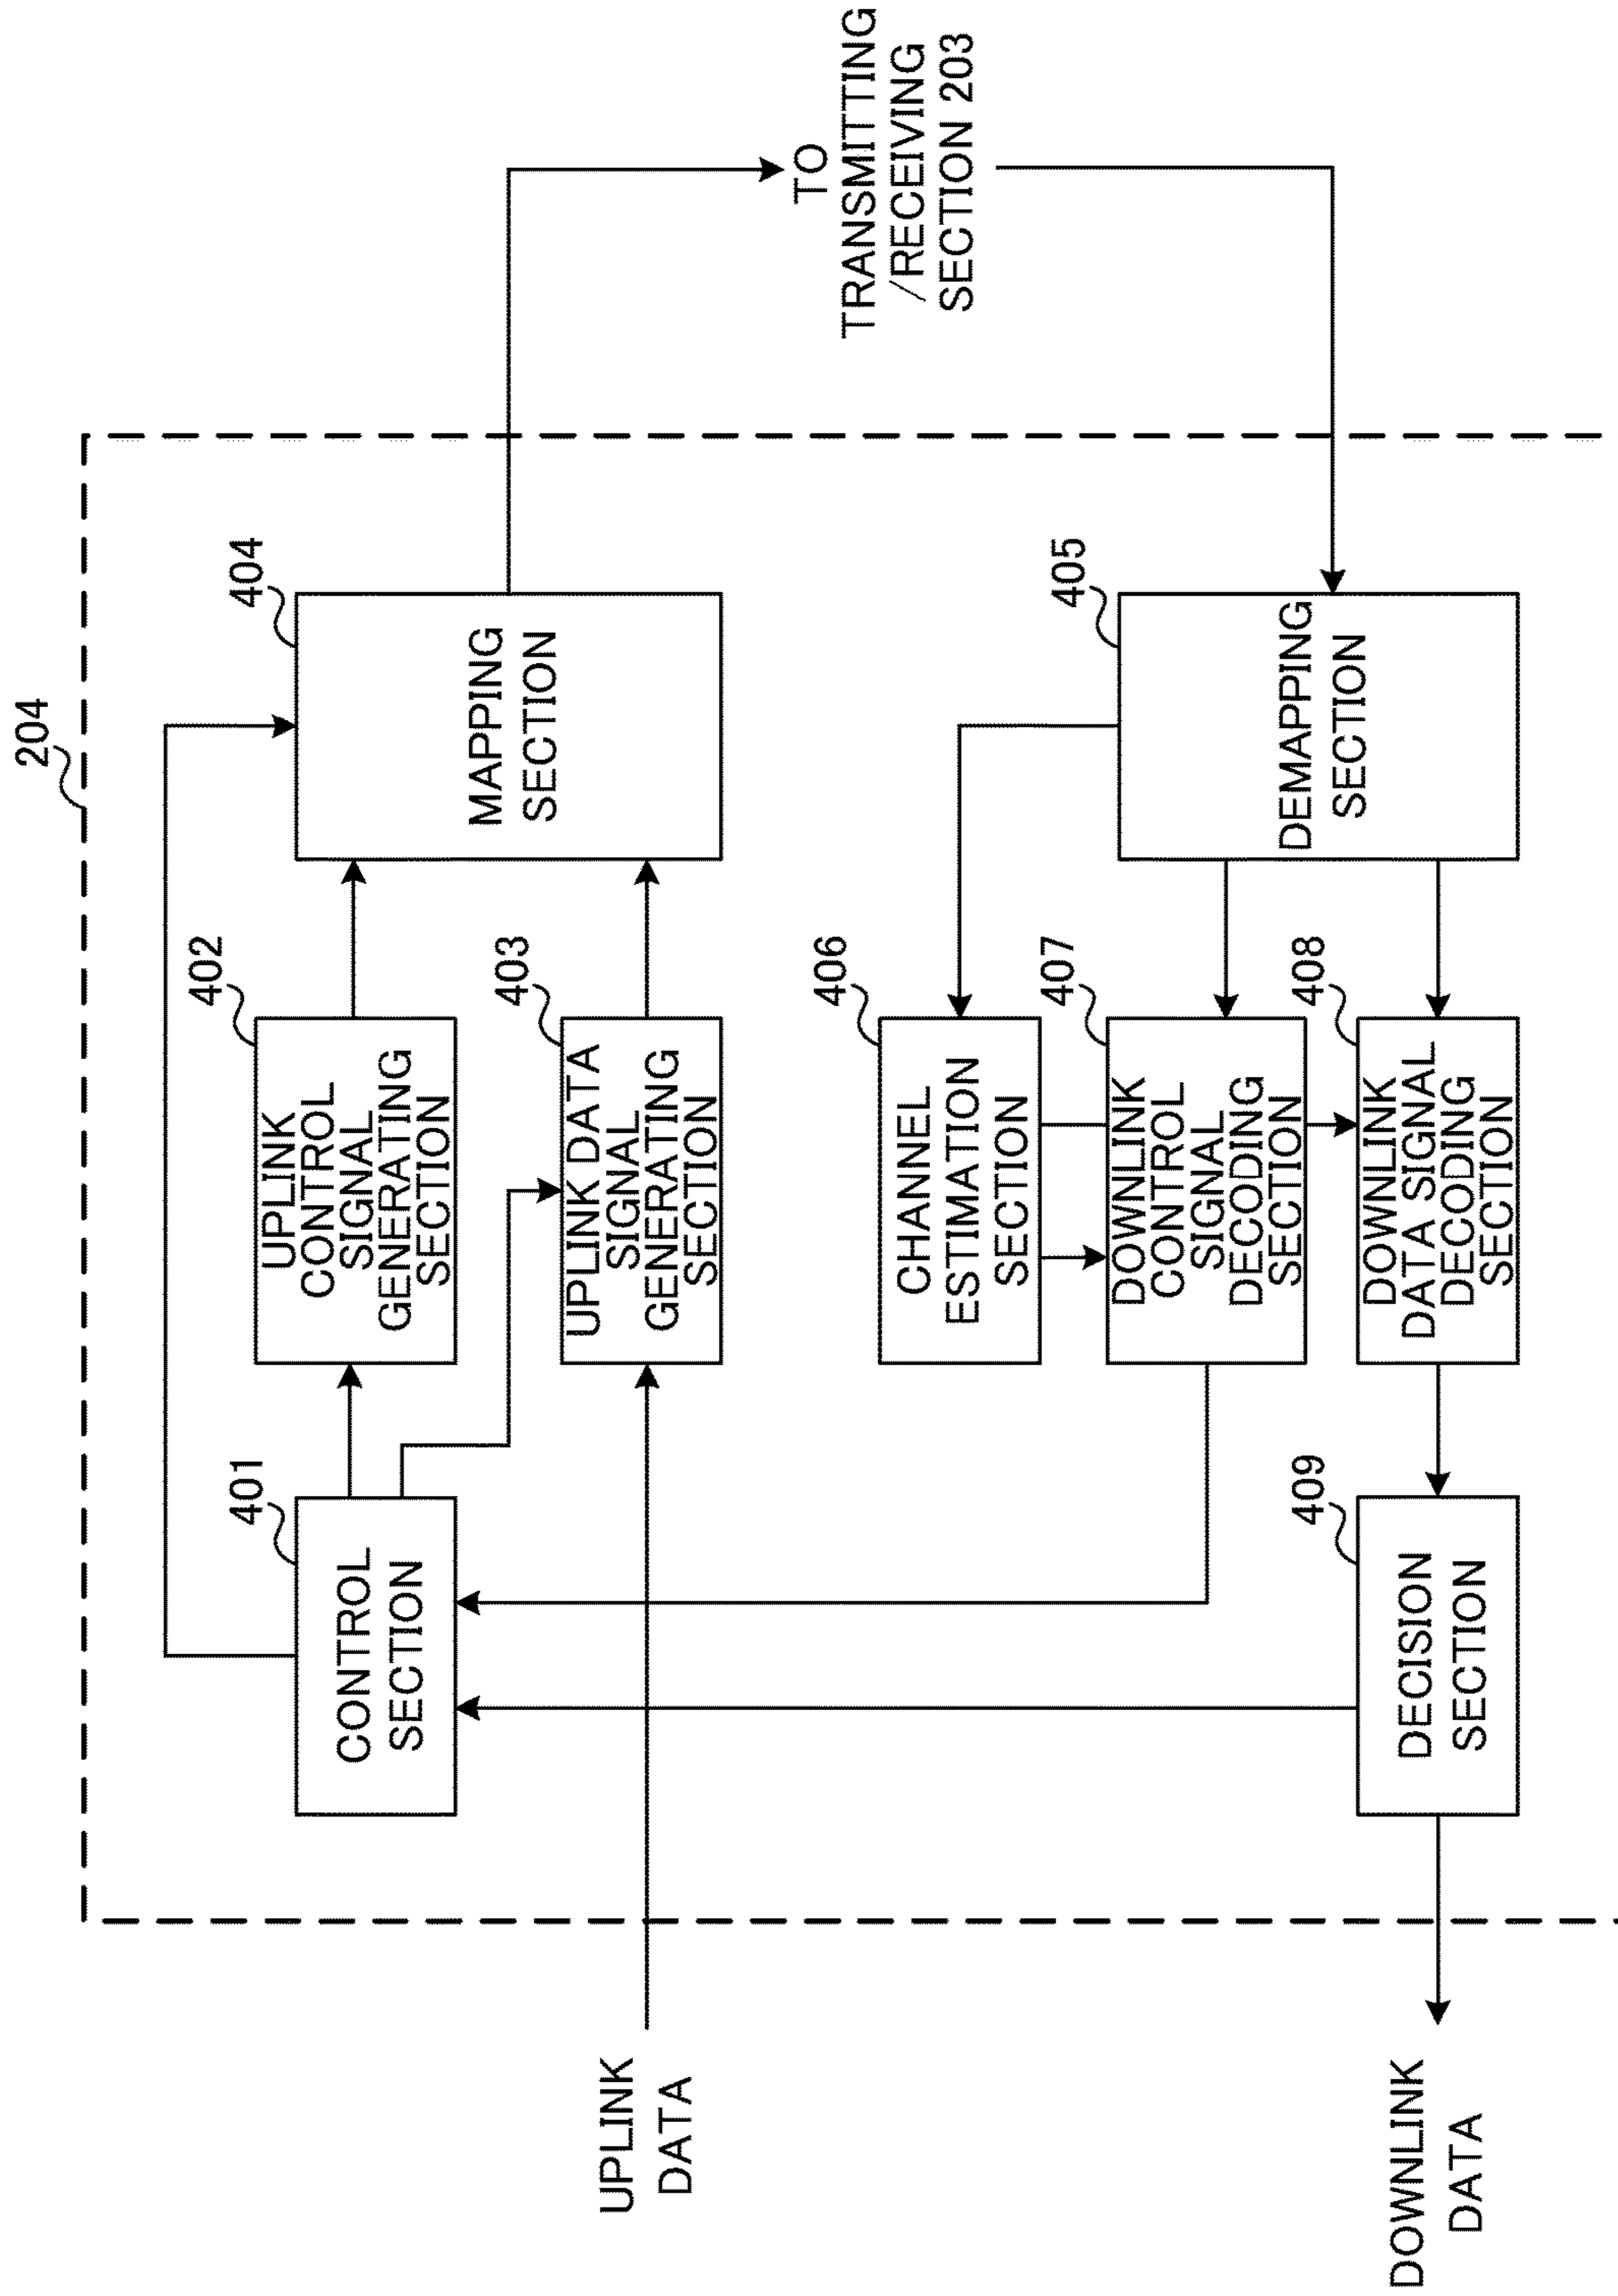 204
401
CONTROL
SECTION
402
UPLINK
CONTROL
SIGNAL
GENERATING
SECTION
404
MAPPING
SECTION
403
UPLINK DATA
SIGNAL
GENERATING
SECTION
UPLINK
DATA
TO
TRANSMITTING
/RECEIVING
SECTION 203
406
CHANNEL
ESTIMATION
SECTION
405
DEMAPPING
SECTION
407
DOWNLINK
CONTROL
SIGNAL
DECODING
SECTION
409
DECISION
SECTION
408
DOWNLINK
DATA SIGNAL
DECODING
SECTION
DOWNLINK
DATA